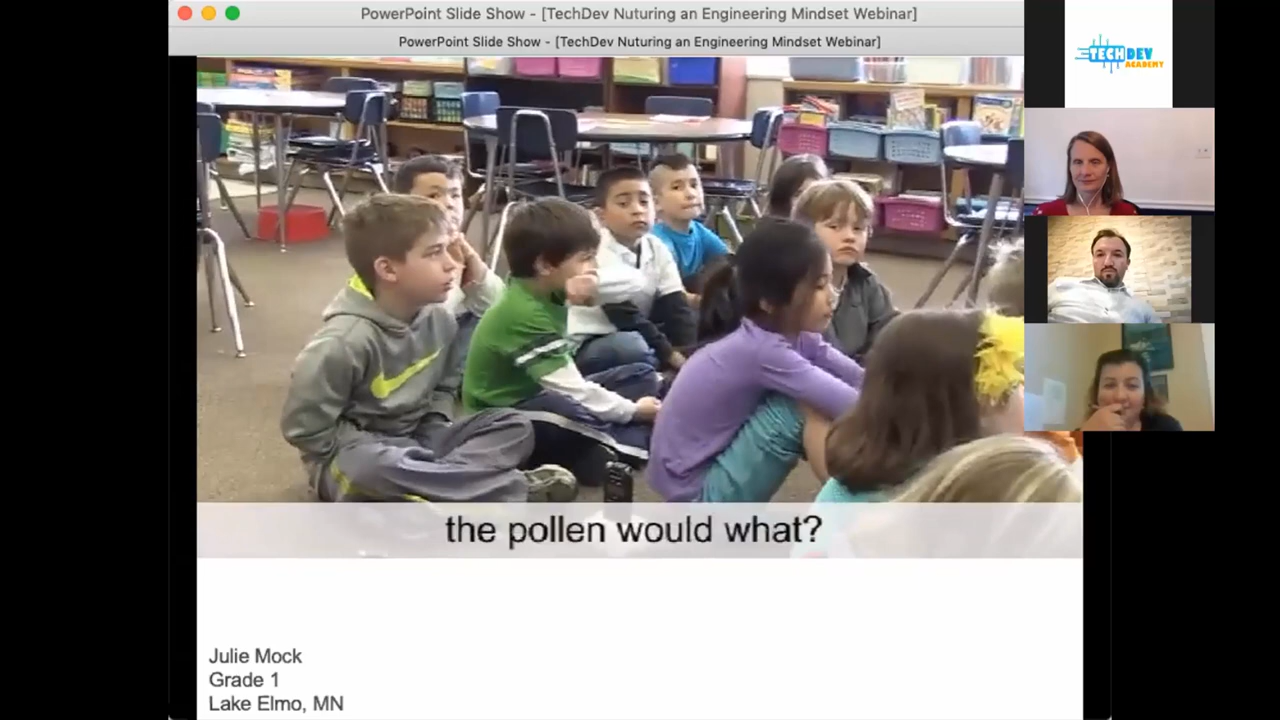 PowerPoint Slide Show - [TechDev Nuturing an Engineering Mindset Webinar]
PowerPoint Slide Show - [TechDev Nuturing an Engineering Mindset Webinar]
TECHDEV
ACADEMY
the pollen would what?
Julie Mock
Grade 1
Lake Elmo, MN